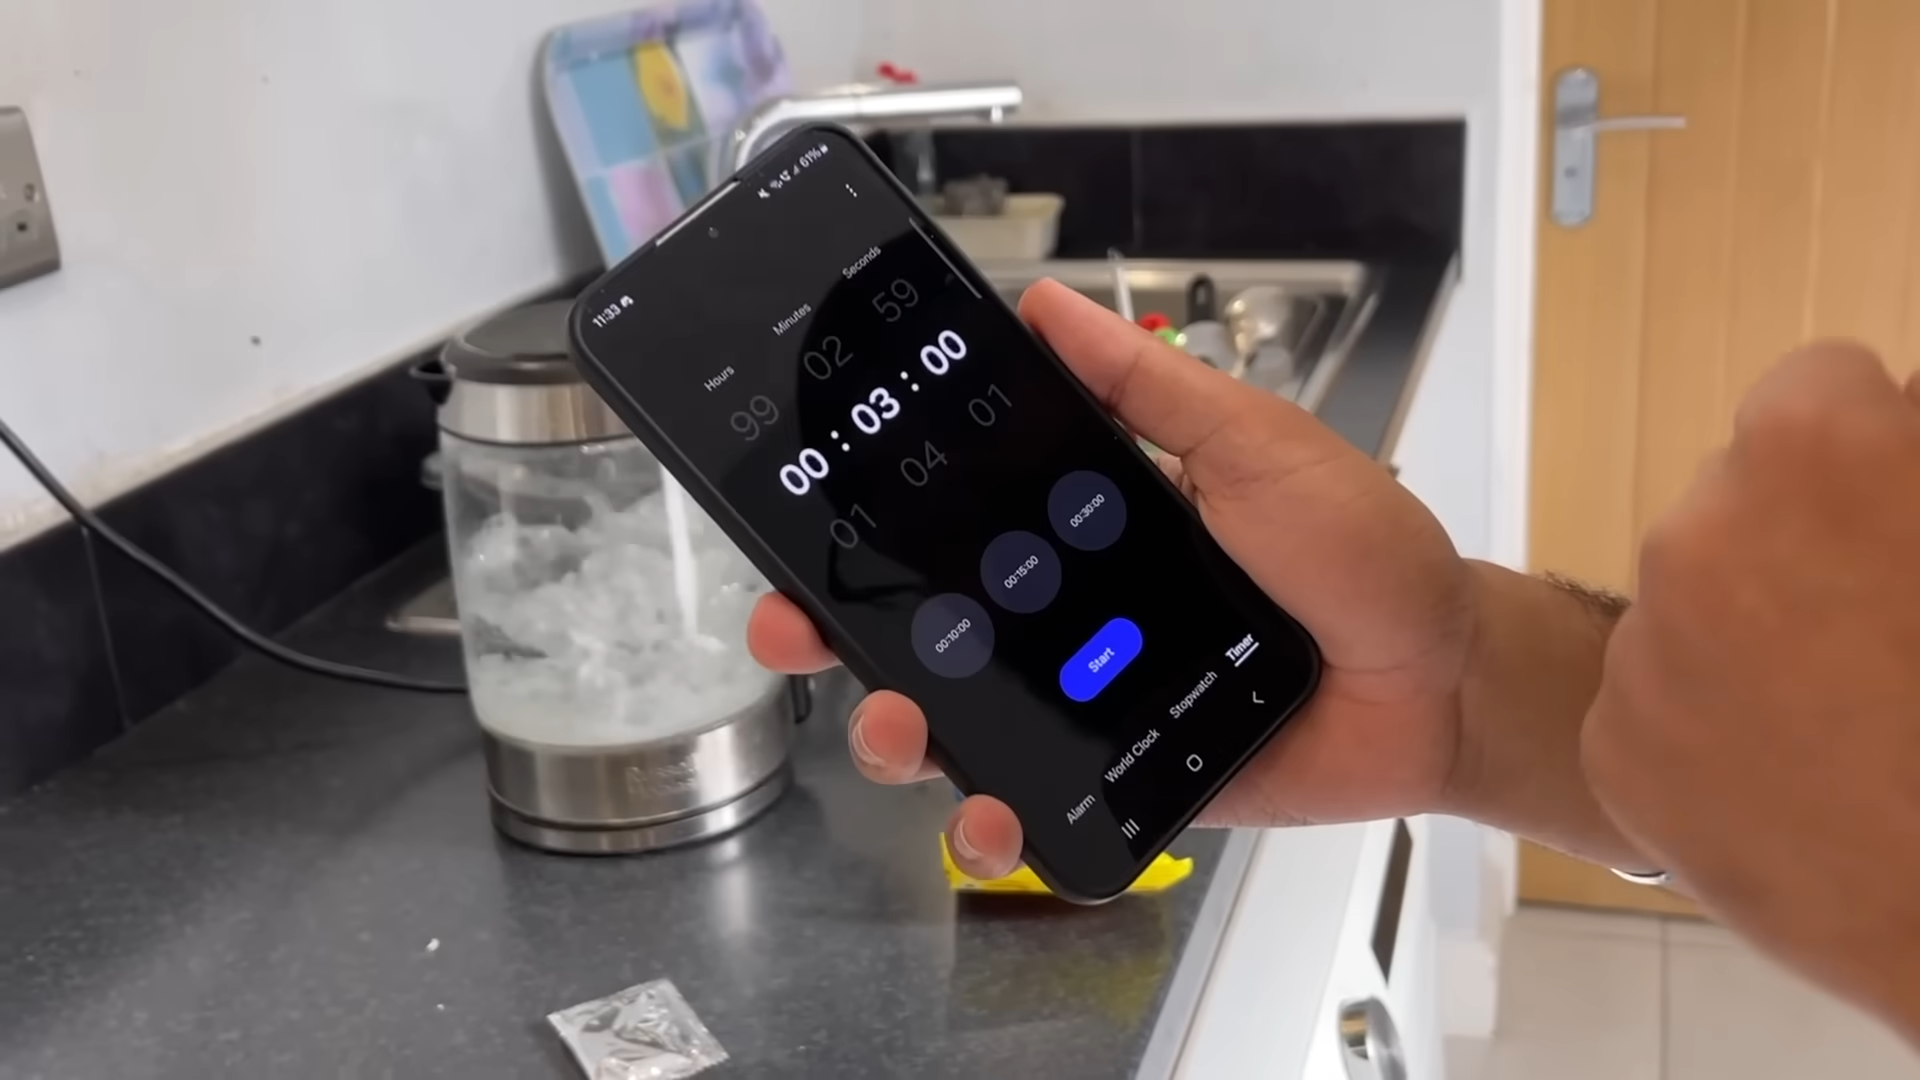 11:33
61%
Hours Minutes Seconds
99 02 59
00 : 03 : 00
01 04 01
00:10:00 00:15:00 00:30:00
Start
Alarm World Clock Stopwatch Timer